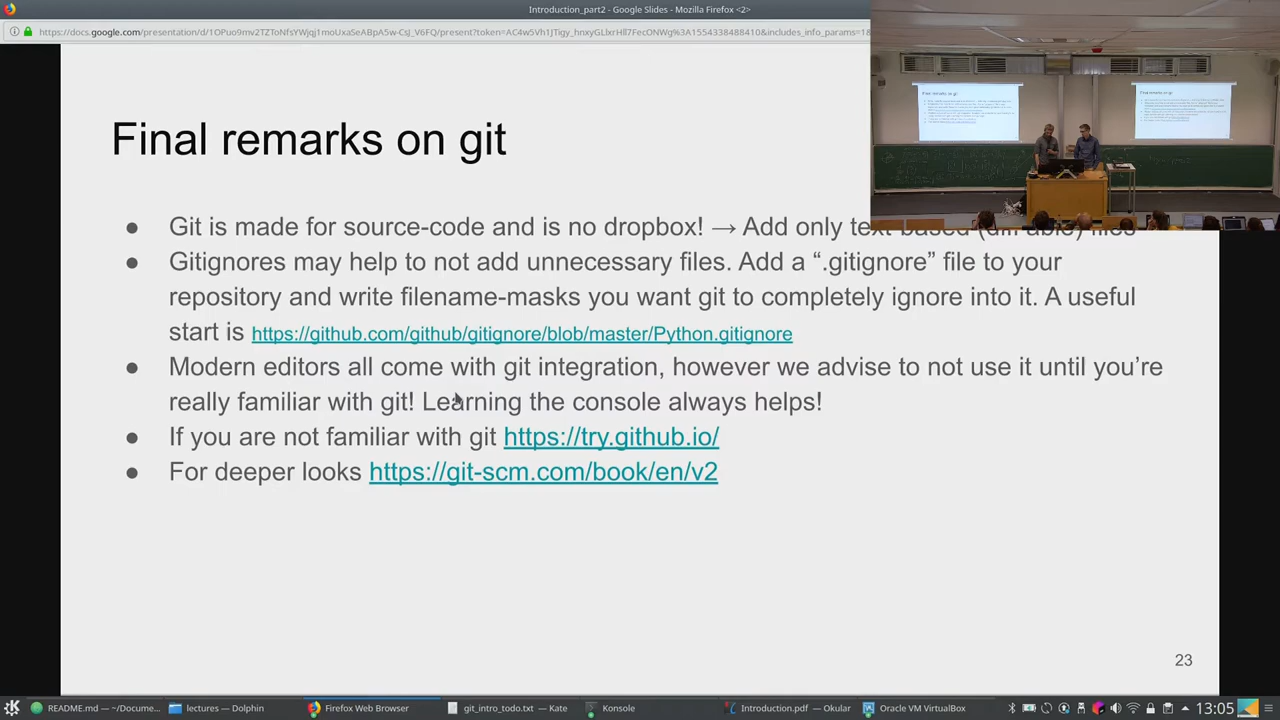 Introduction_part2 - Google Slides - Mozilla Firefox <2>
Final remarks on git
● Git is made for source-code and is no dropbox! → Add only text based (diff'able) files
● Gitignores may help to not add unnecessary files. Add a “.gitignore” file to your
repository and write filename-masks you want git to completely ignore into it. A useful
start is https://github.com/github/gitignore/blob/master/Python.gitignore
● Modern editors all come with git integration, however we advise to not use it until you’re
really familiar with git! Learning the console always helps!
● If you are not familiar with git https://try.github.io/
● For deeper looks https://git-scm.com/book/en/v2
23
README.md — ~/Docume...
lectures — Dolphin
Firefox Web Browser
git_intro_todo.txt — Kate
Konsole
Introduction.pdf — Okular
Oracle VM VirtualBox
13:05